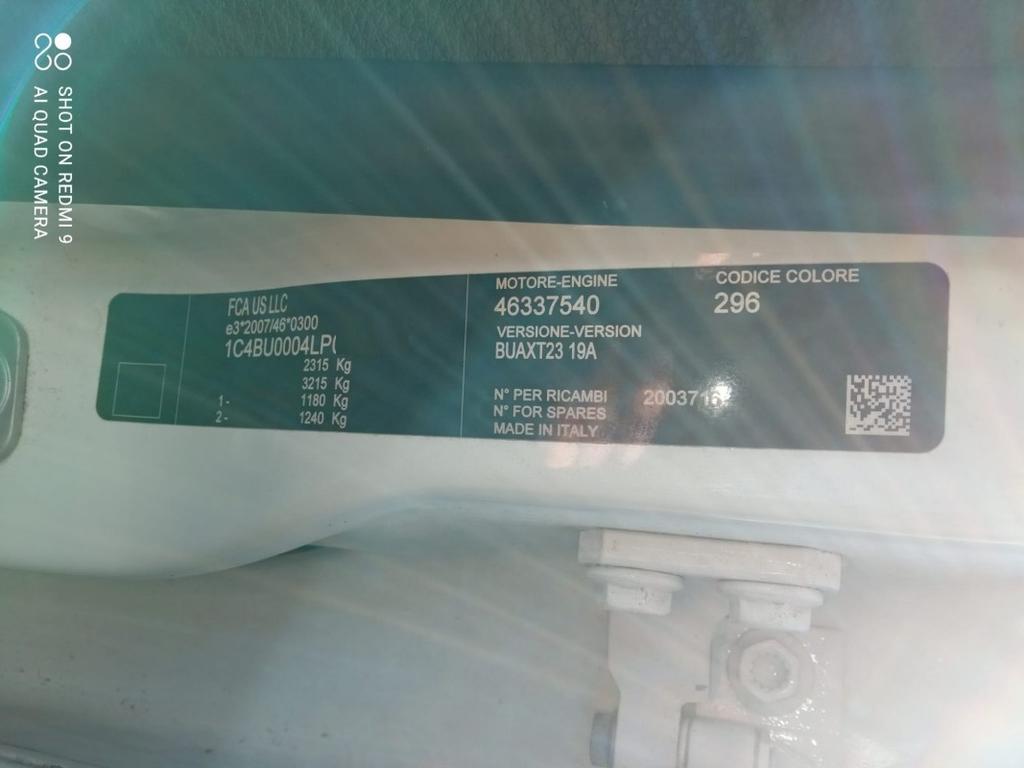 SHOT ON REDMI 9
AI QUAD CAMERA
FCA US LLC
e3*2007/46*0300
1C4BU0004LP
2315 Kg
3215 Kg
1- 1180 Kg
2- 1240 Kg
MOTORE-ENGINE
46337540
VERSIONE-VERSION
BUAXT23 19A
N° PER RICAMBI
N° FOR SPARES
MADE IN ITALY
CODICE COLORE
296